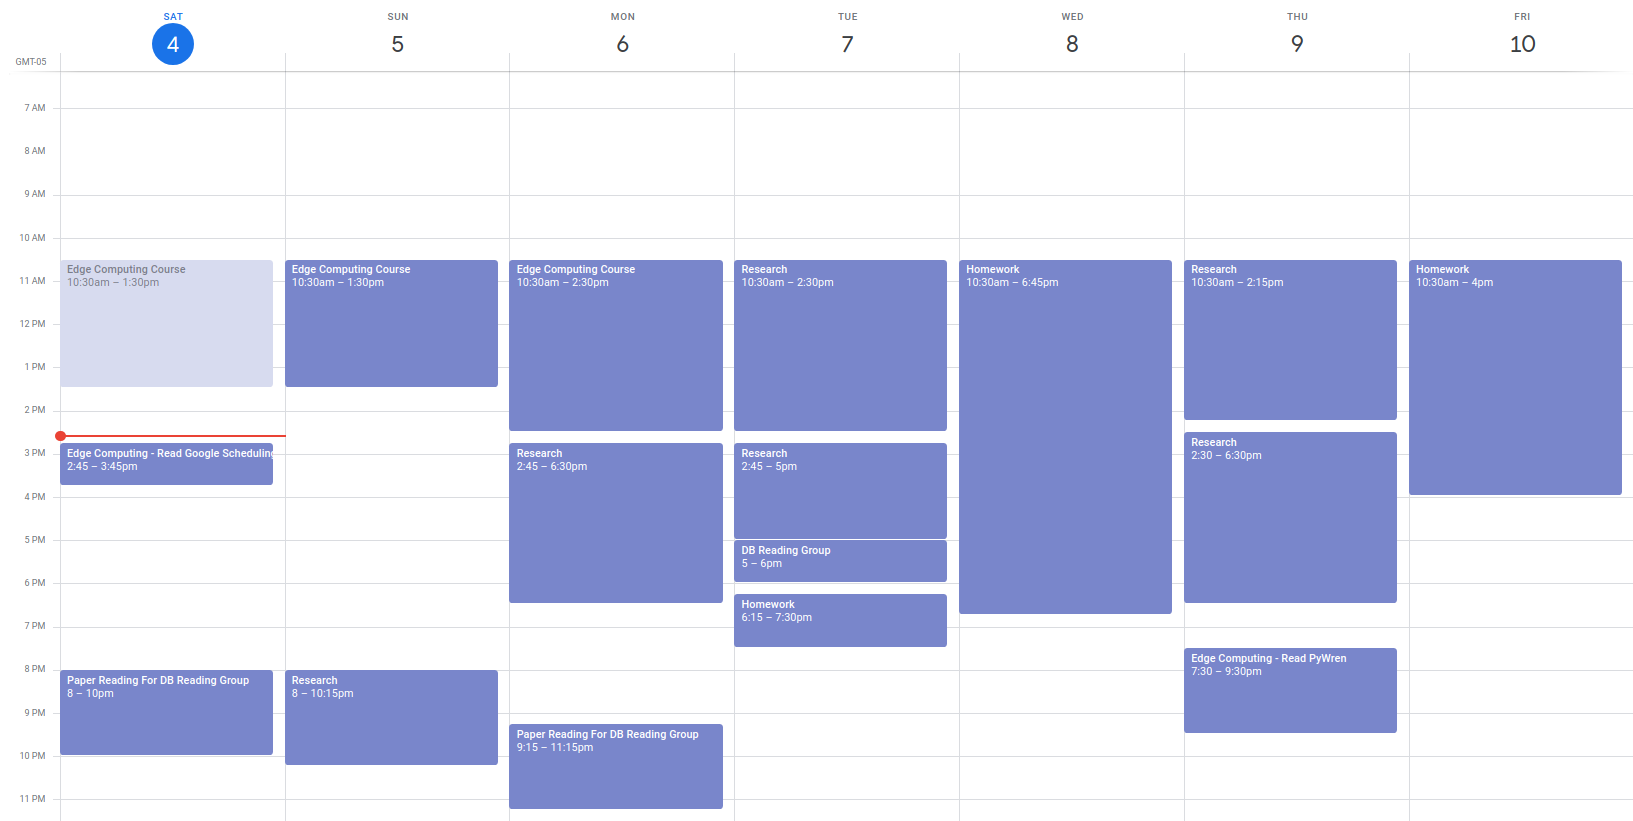 SAT SUN MON TUE WED THU FRI
4 5 6 7 8 9 10
GMT-05
7 AM
8 AM
9 AM
10 AM
11 AM
12 PM
1 PM
2 PM
3 PM
4 PM
5 PM
6 PM
7 PM
8 PM
9 PM
10 PM
11 PM
Edge Computing Course
10:30am – 1:30pm
Edge Computing - Read Google Scheduling
2:45 – 3:45pm
Paper Reading For DB Reading Group
8 – 10pm
Edge Computing Course
10:30am – 1:30pm
Research
8 – 10:15pm
Edge Computing Course
10:30am – 2:30pm
Research
2:45 – 6:30pm
Paper Reading For DB Reading Group
9:15 – 11:15pm
Research
10:30am – 2:30pm
Research
2:45 – 5pm
DB Reading Group
5 – 6pm
Homework
6:15 – 7:30pm
Homework
10:30am – 6:45pm
Research
10:30am – 2:15pm
Research
2:30 – 6:30pm
Edge Computing - Read PyWren
7:30 – 9:30pm
Homework
10:30am – 4pm